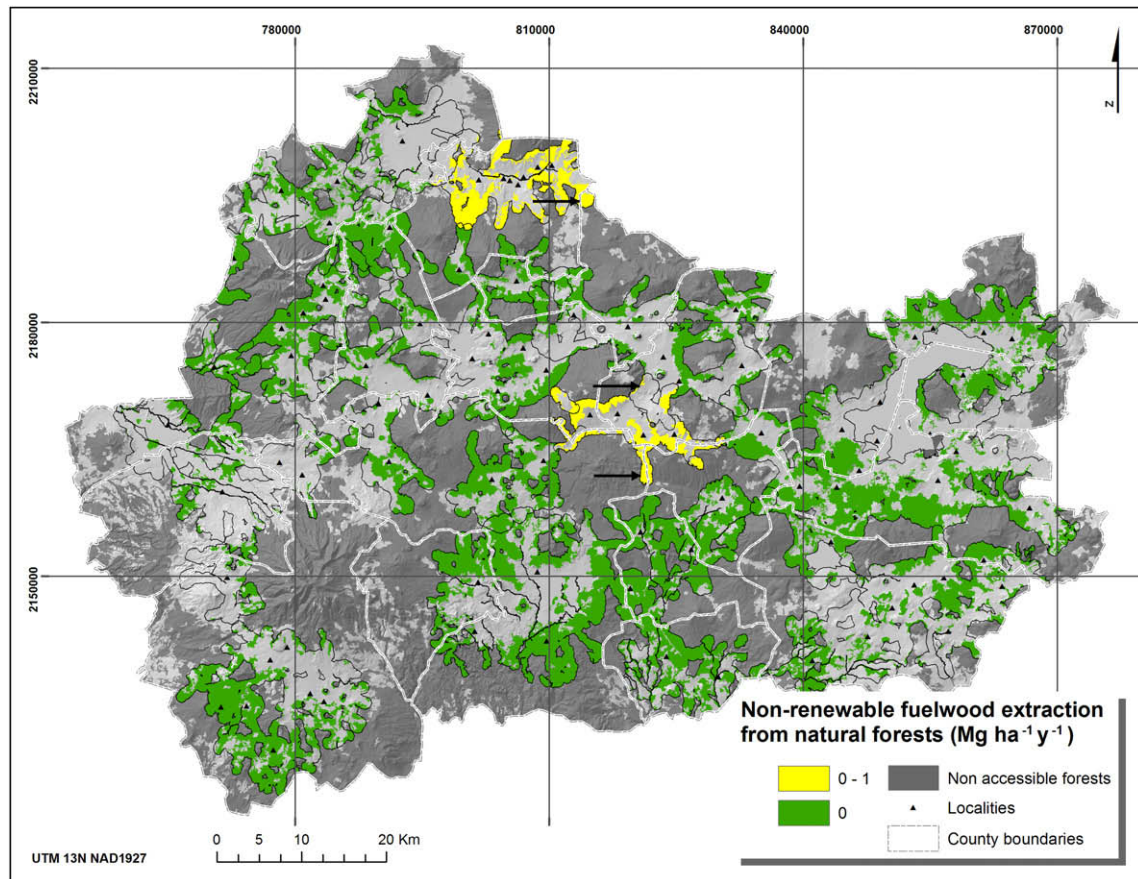 780000 810000 840000 870000
2210000
N
2180000
2150000
Non-renewable fuelwood extraction
from natural forests (Mg ha⁻¹ y⁻¹)
0 - 1
Non accessible forests
0
Localities
County boundaries
0 5 10 20 Km
UTM 13N NAD1927